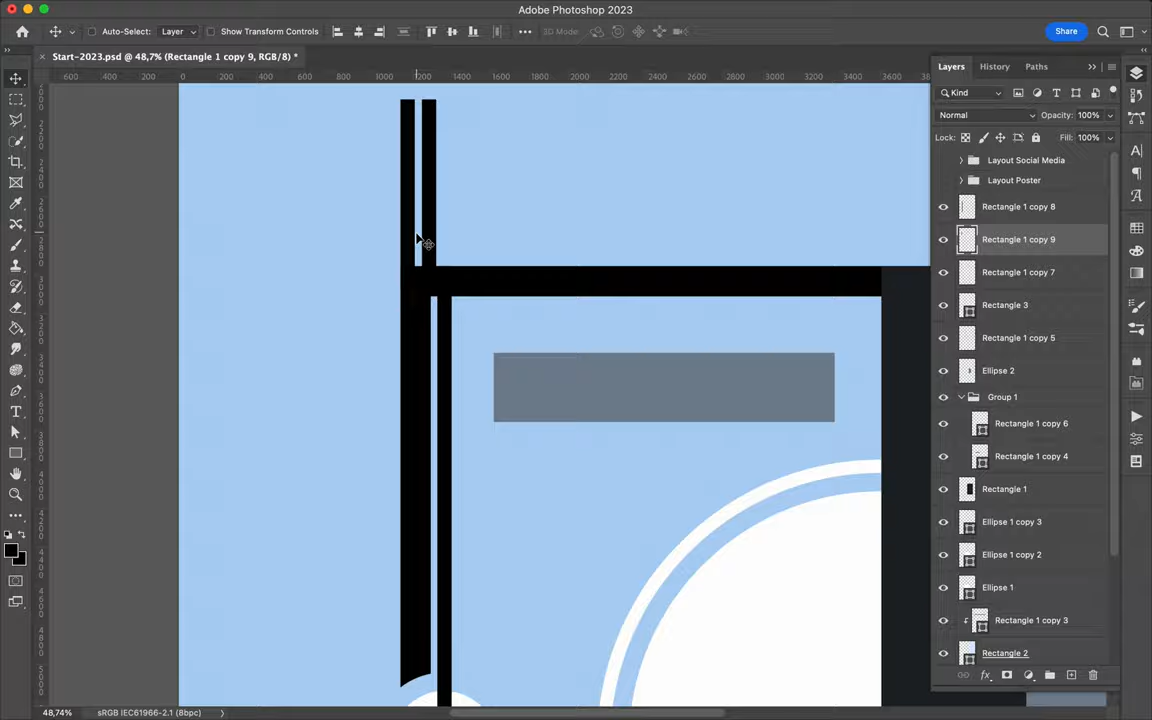 Adobe Photoshop 2023
Auto-Select: Layer Show Transform Controls 3D Mode: Share
Start-2023.psd @ 48,7% (Rectangle 1 copy 9, RGB/8) *
Layers History Paths
Kind
Normal Opacity: 100%
Lock: Fill: 100%
Layout Social Media
Layout Poster
Rectangle 1 copy 8
Rectangle 1 copy 9
Rectangle 1 copy 7
Rectangle 3
Rectangle 1 copy 5
Ellipse 2
Group 1
Rectangle 1 copy 6
Rectangle 1 copy 4
Rectangle 1
Ellipse 1 copy 3
Ellipse 1 copy 2
Ellipse 1
Rectangle 1 copy 3
Rectangle 2
600 400 200 0 200 400 600 800 1000 1200 1400 1600 1800 2000 2200 2400 2600 2800 3000 3200 3400 3600
48,74% sRGB IEC61966-2.1 (8bpc)